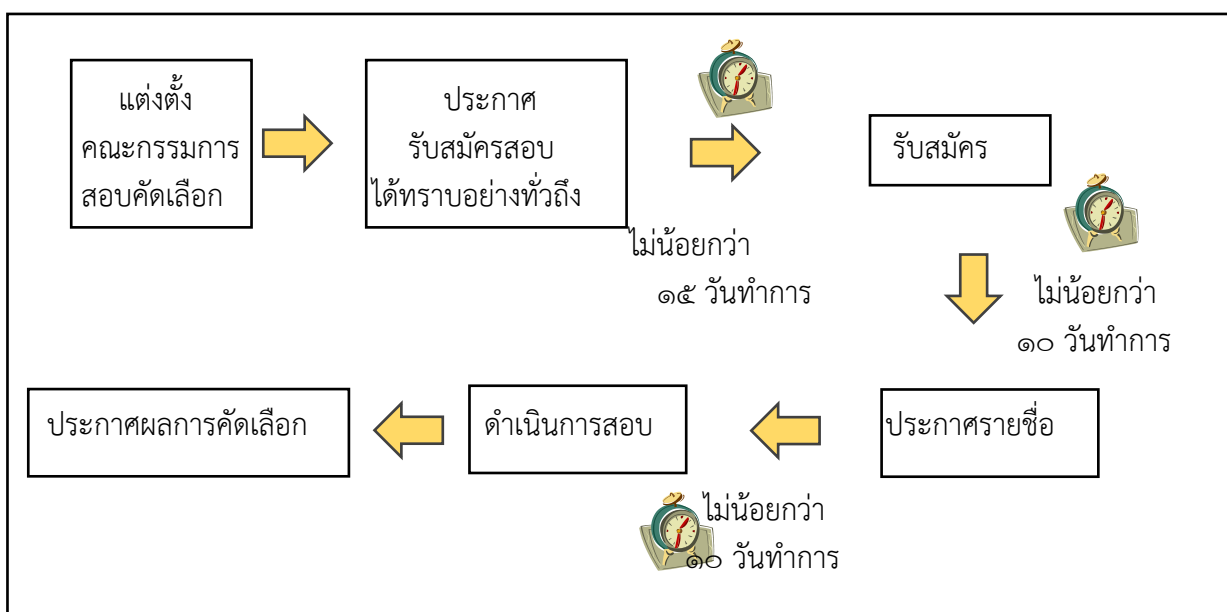 แต่งตั้ง
คณะกรรมการ
สอบคัดเลือก
ประกาศ
รับสมัครสอบ
ได้ทราบอย่างทั่วถึง
ไม่น้อยกว่า
๑๕ วันทำการ
รับสมัคร
ไม่น้อยกว่า
๑๐ วันทำการ
ประกาศรายชื่อ
ไม่น้อยกว่า
๑๐ วันทำการ
ดำเนินการสอบ
ประกาศผลการคัดเลือก